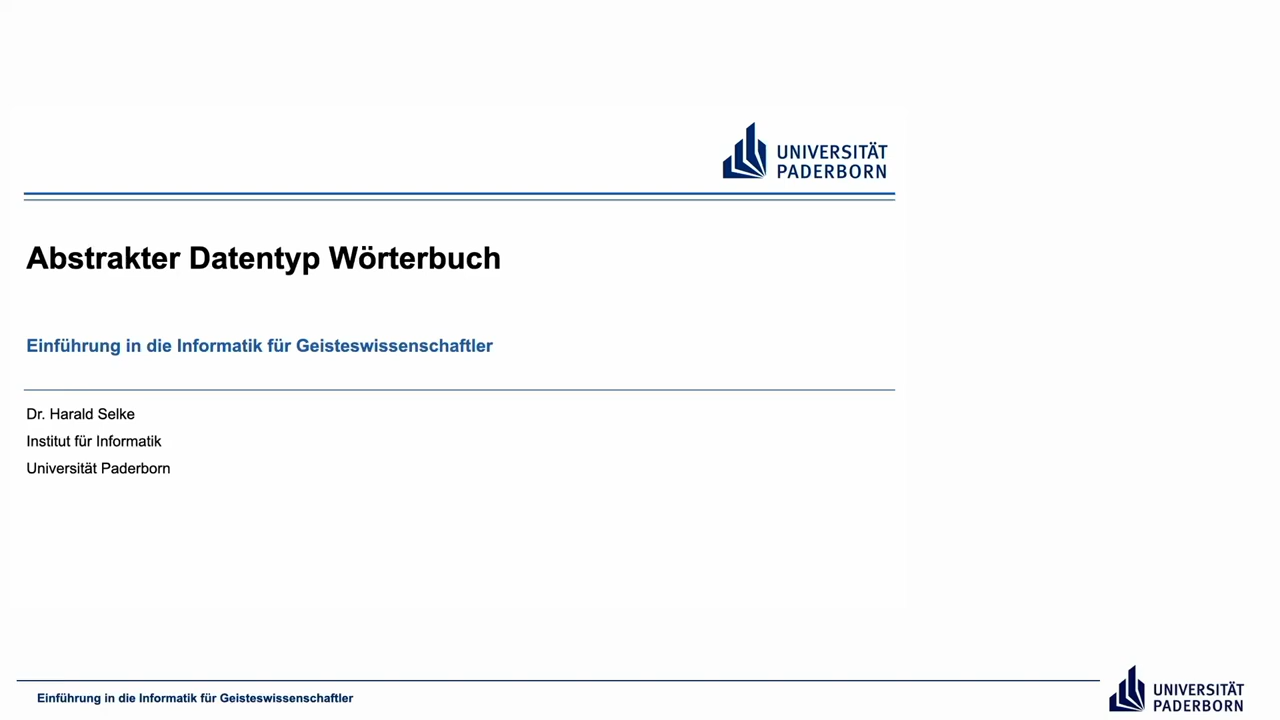 UNIVERSITÄT
PADERBORN
Abstrakter Datentyp Wörterbuch
Einführung in die Informatik für Geisteswissenschaftler
Dr. Harald Selke
Institut für Informatik
Universität Paderborn
Einführung in die Informatik für Geisteswissenschaftler
UNIVERSITÄT
PADERBORN